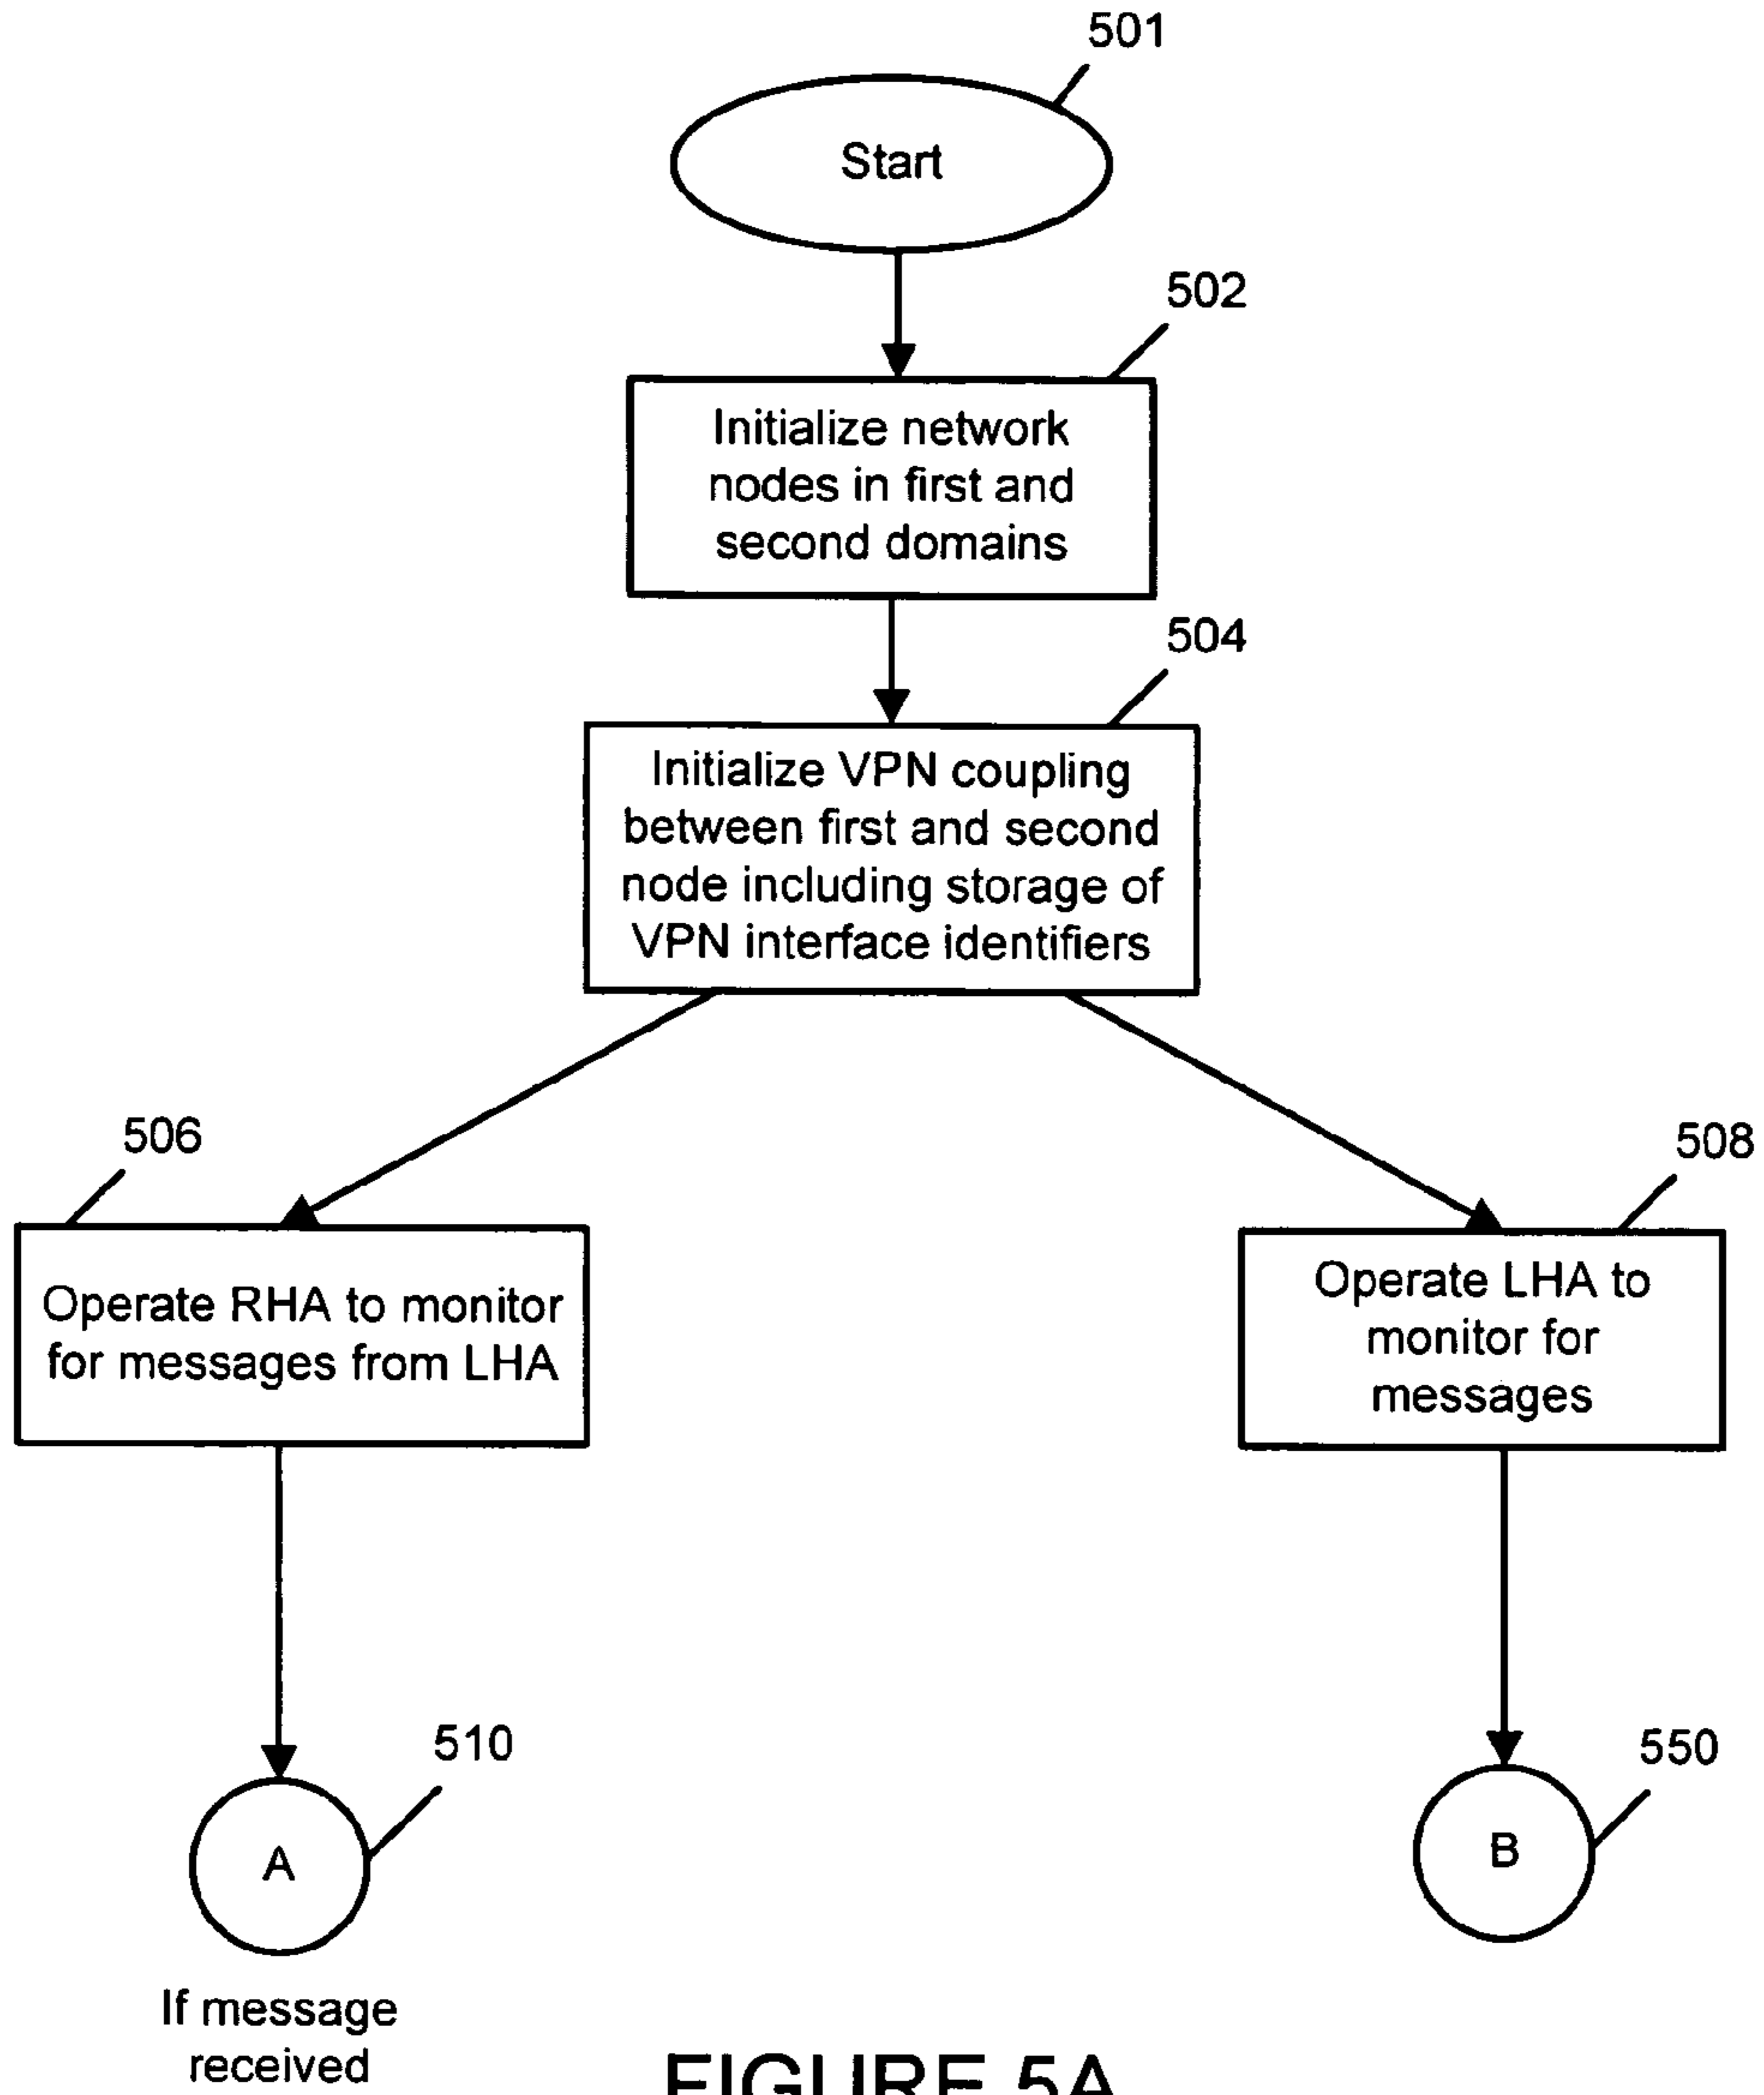 501
Start
502
Initialize network
nodes in first and
second domains
504
Initialize VPN coupling
between first and second
node including storage of
VPN interface identifiers
506
508
Operate RHA to monitor
for messages from LHA
Operate LHA to
monitor for
messages
510
550
A
B
If message
received
FIGURE 5A